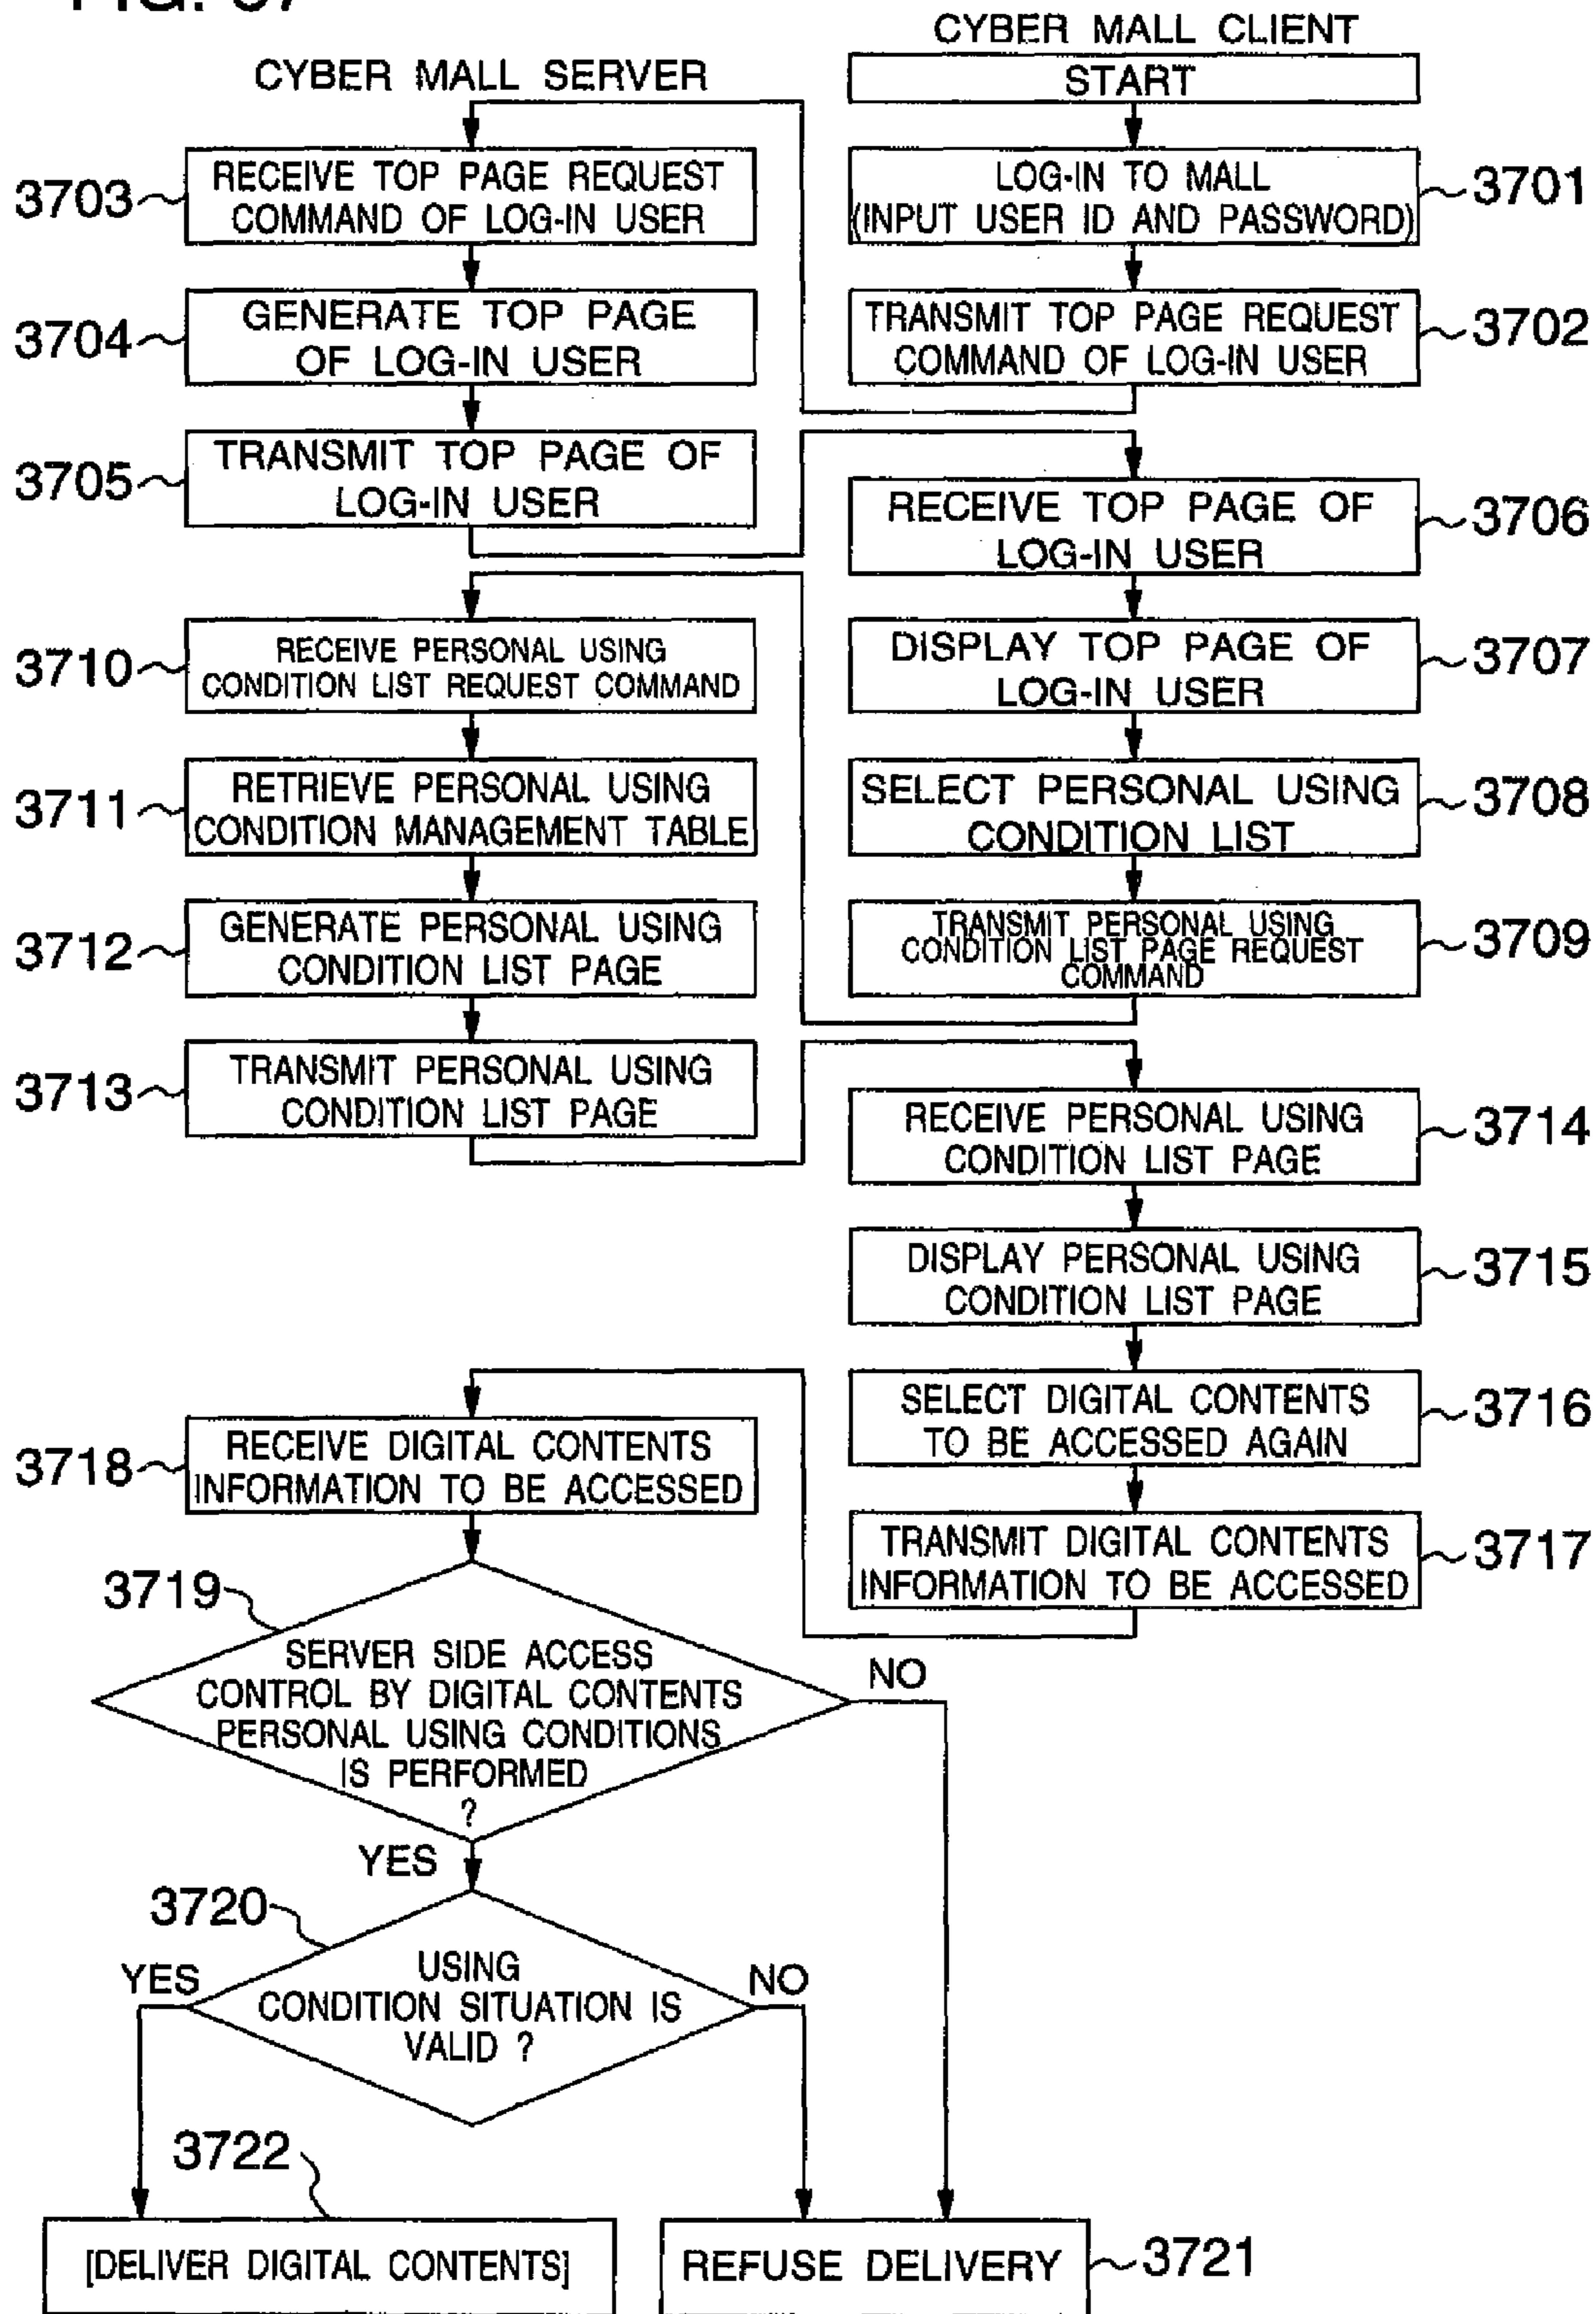 CYBER MALL CLIENT
START
CYBER MALL SERVER
3703
RECEIVE TOP PAGE REQUEST
COMMAND OF LOG-IN USER
LOG-IN TO MALL
(INPUT USER ID AND PASSWORD)
3701
3704
GENERATE TOP PAGE
OF LOG-IN USER
TRANSMIT TOP PAGE REQUEST
COMMAND OF LOG-IN USER
3702
3705
TRANSMIT TOP PAGE OF
LOG-IN USER
RECEIVE TOP PAGE OF
LOG-IN USER
3706
3710
RECEIVE PERSONAL USING
CONDITION LIST REQUEST COMMAND
DISPLAY TOP PAGE OF
LOG-IN USER
3707
3711
RETRIEVE PERSONAL USING
CONDITION MANAGEMENT TABLE
SELECT PERSONAL USING
CONDITION LIST
3708
3712
GENERATE PERSONAL USING
CONDITION LIST PAGE
TRANSMIT PERSONAL USING
CONDITION LIST PAGE REQUEST
COMMAND
3709
3713
TRANSMIT PERSONAL USING
CONDITION LIST PAGE
RECEIVE PERSONAL USING
CONDITION LIST PAGE
3714
DISPLAY PERSONAL USING
CONDITION LIST PAGE
3715
SELECT DIGITAL CONTENTS
TO BE ACCESSED AGAIN
3716
3718
RECEIVE DIGITAL CONTENTS
INFORMATION TO BE ACCESSED
TRANSMIT DIGITAL CONTENTS
INFORMATION TO BE ACCESSED
3717
3719
SERVER SIDE ACCESS
CONTROL BY DIGITAL CONTENTS
PERSONAL USING CONDITIONS
IS PERFORMED
?
NO
YES
3720
USING
CONDITION SITUATION IS
VALID ?
YES
NO
3722
[DELIVER DIGITAL CONTENTS]
REFUSE DELIVERY
3721